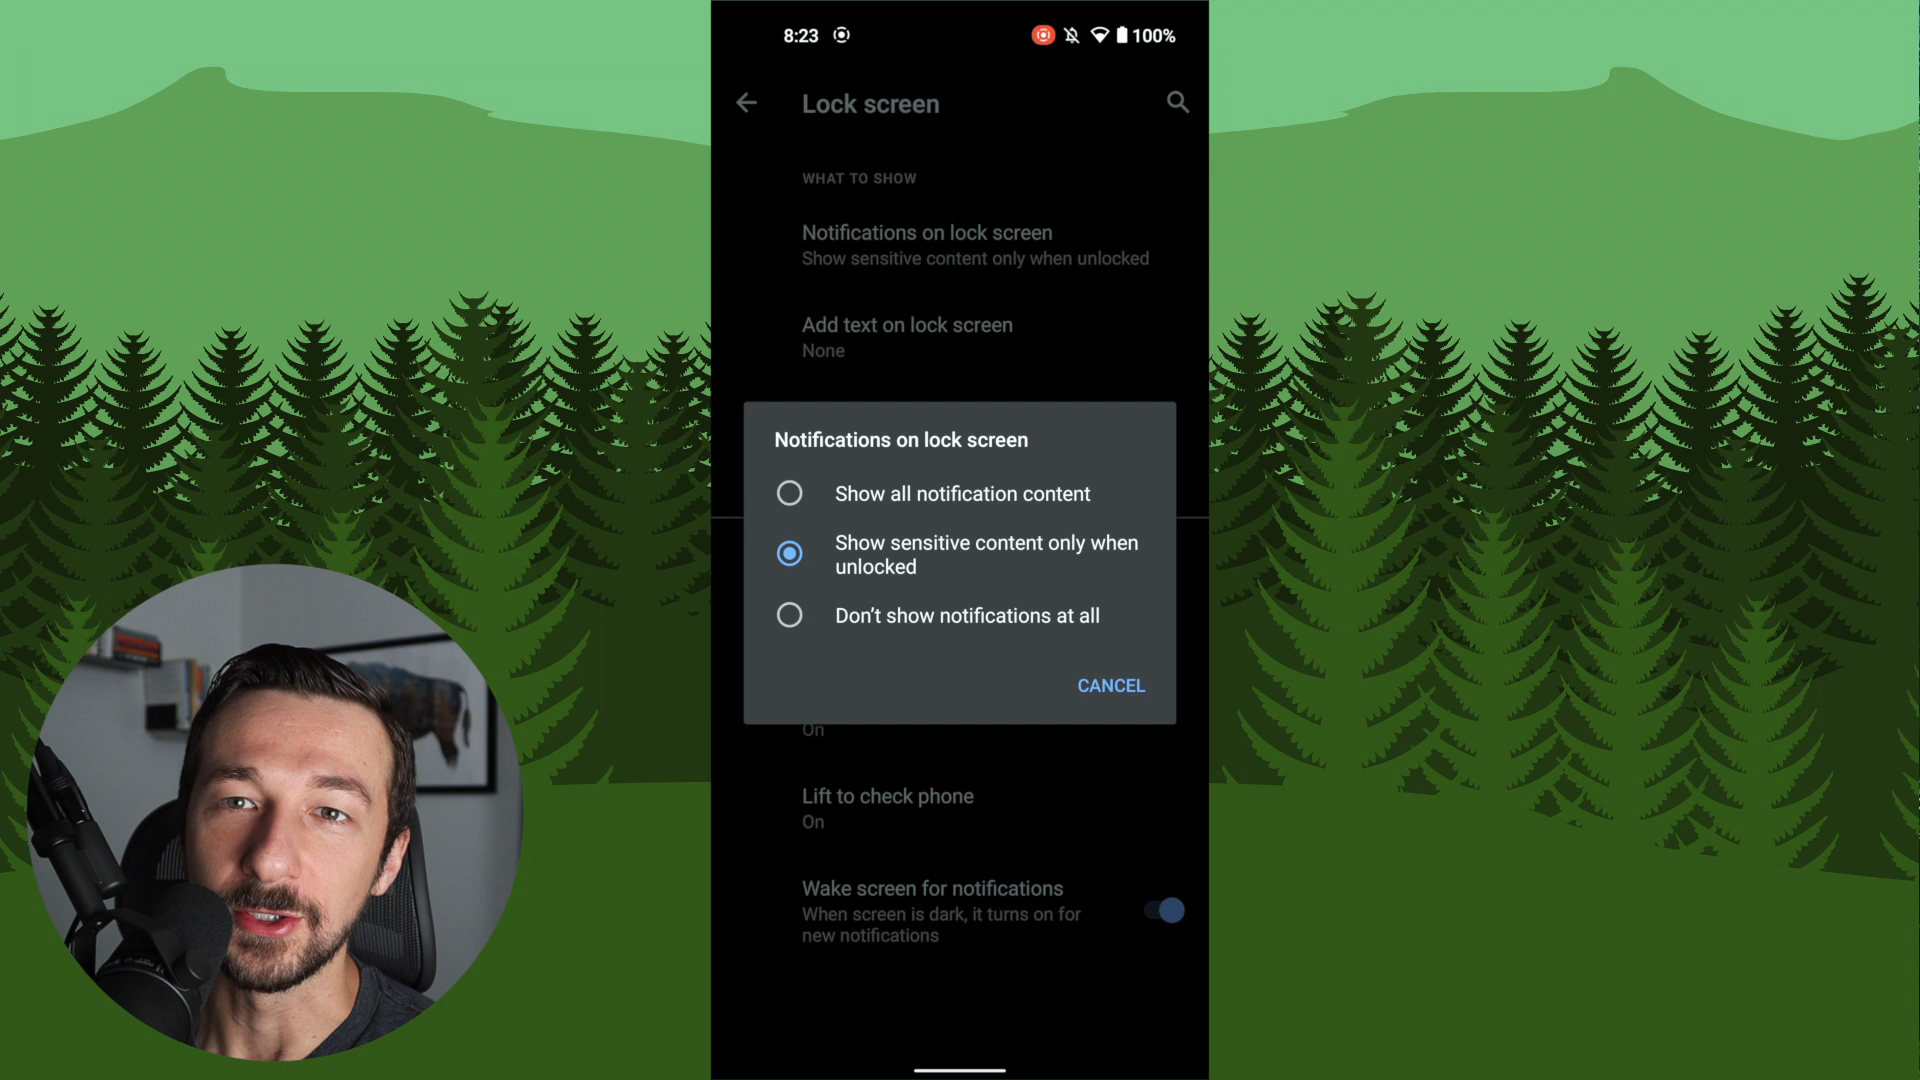 8:23
100%
Lock screen
WHAT TO SHOW
Notifications on lock screen
Show sensitive content only when unlocked
Add text on lock screen
None
Notifications on lock screen
Show all notification content
Show sensitive content only when
unlocked
Don’t show notifications at all
CANCEL
On
Lift to check phone
On
Wake screen for notifications
When screen is dark, it turns on for
new notifications